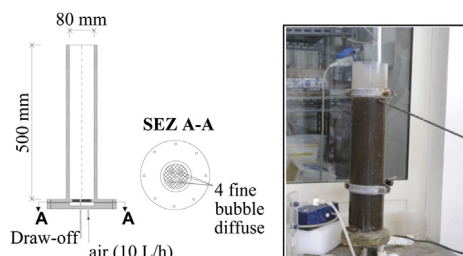 80 mm
500 mm
SEZ A-A
4 fine
bubble
diffuse
A
A
Draw-off
air (10 L/h)